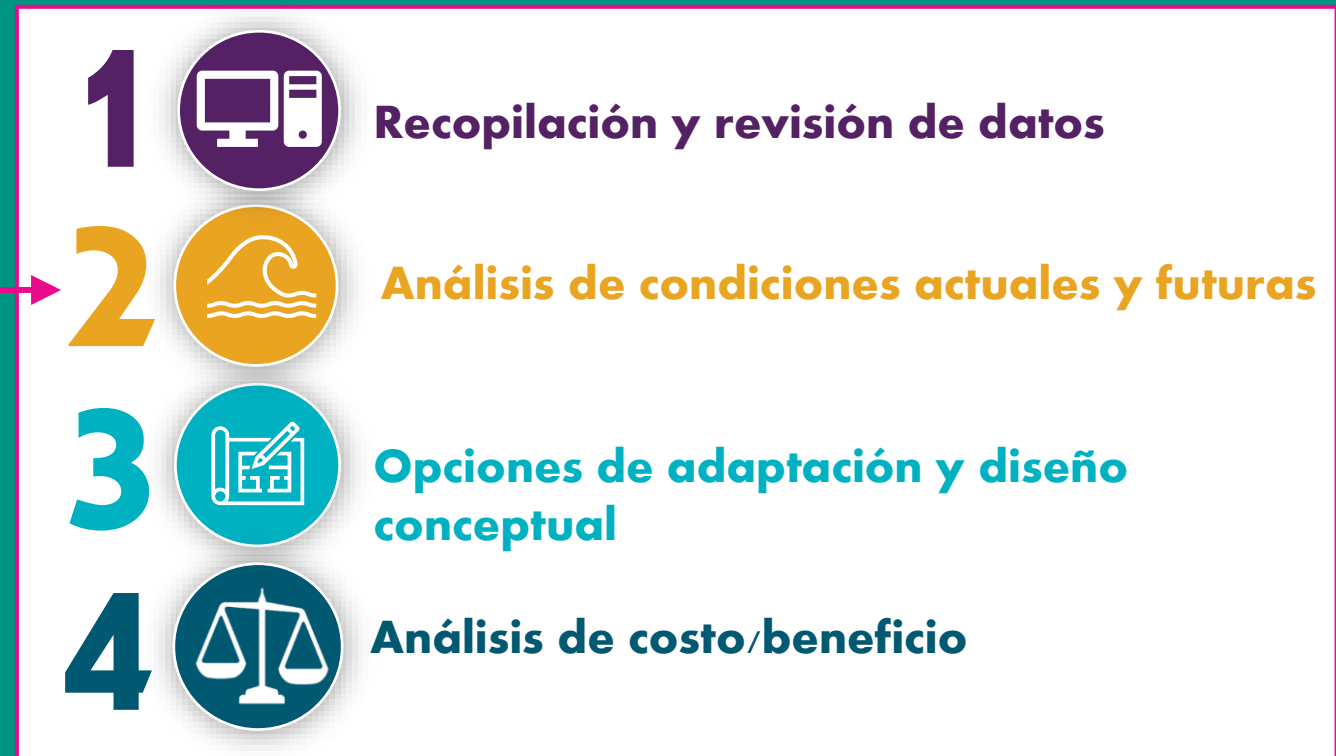 1
Recopilación y revisión de datos
2
Análisis de condiciones actuales y futuras
3
Opciones de adaptación y diseño
conceptual
4
Análisis de costo/beneficio